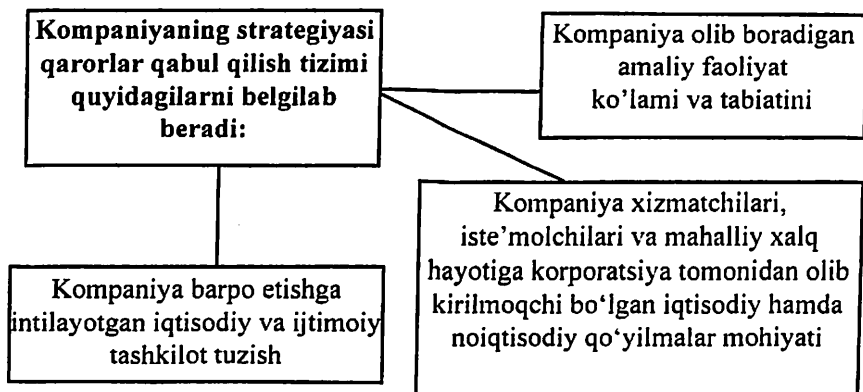 Kompaniyaning strategiyasi
qarorlar qabul qilish tizimi
quyidagilarni belgilab
beradi:
Kompaniya olib boradigan
amaliy faoliyat
ko’lami va tabiatini
Kompaniya xizmatchilari,
iste’molchilari va mahalliy xalq
hayotiga korporatsiya tomonidan olib
kirilmoqchi bo‘lgan iqtisodiy hamda
noiqtisodiy qo‘yilmalar mohiyati
Kompaniya barpo etishga
intilayotgan iqtisodiy va ijtimoiy
tashkilot tuzish